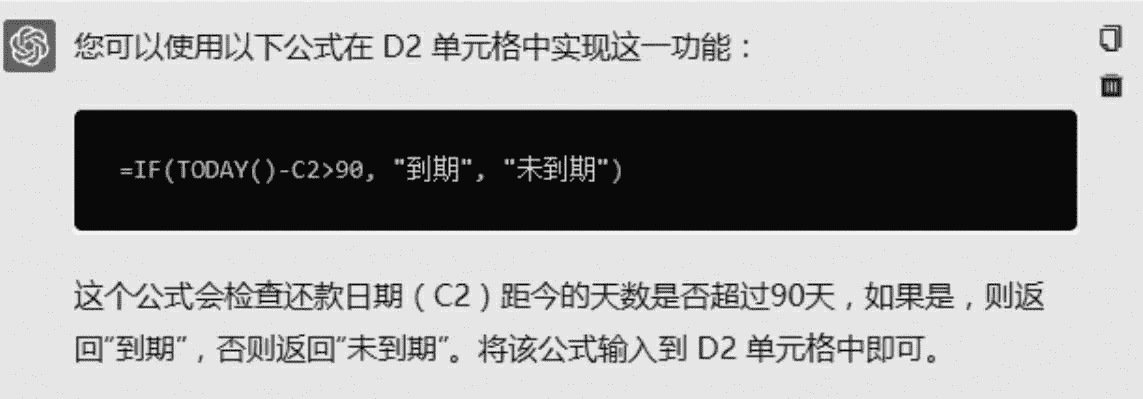 您可以使用以下公式在 D2 单元格中实现这一功能：
=IF(TODAY()-C2>90, "到期", "未到期")
这个公式会检查还款日期（C2）距今的天数是否超过90天，如果是，则返
回“到期”，否则返回“未到期”。将该公式输入到 D2 单元格中即可。